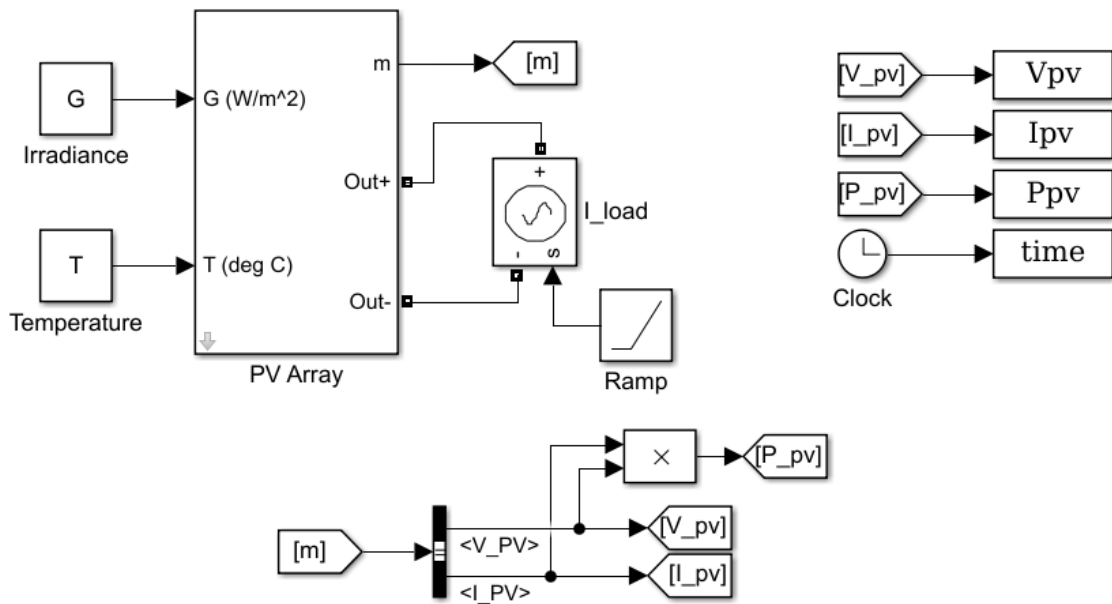 G
Irradiance
T
Temperature
G (W/m^2)
T (deg C)
m
Out+
Out-
PV Array
[m]
+
-
s
I_load
Ramp
[V_pv]
Vpv
[I_pv]
Ipv
[P_pv]
Ppv
Clock
time
[m]
<V_PV>
<I_PV>
×
[P_pv]
[V_pv]
[I_pv]